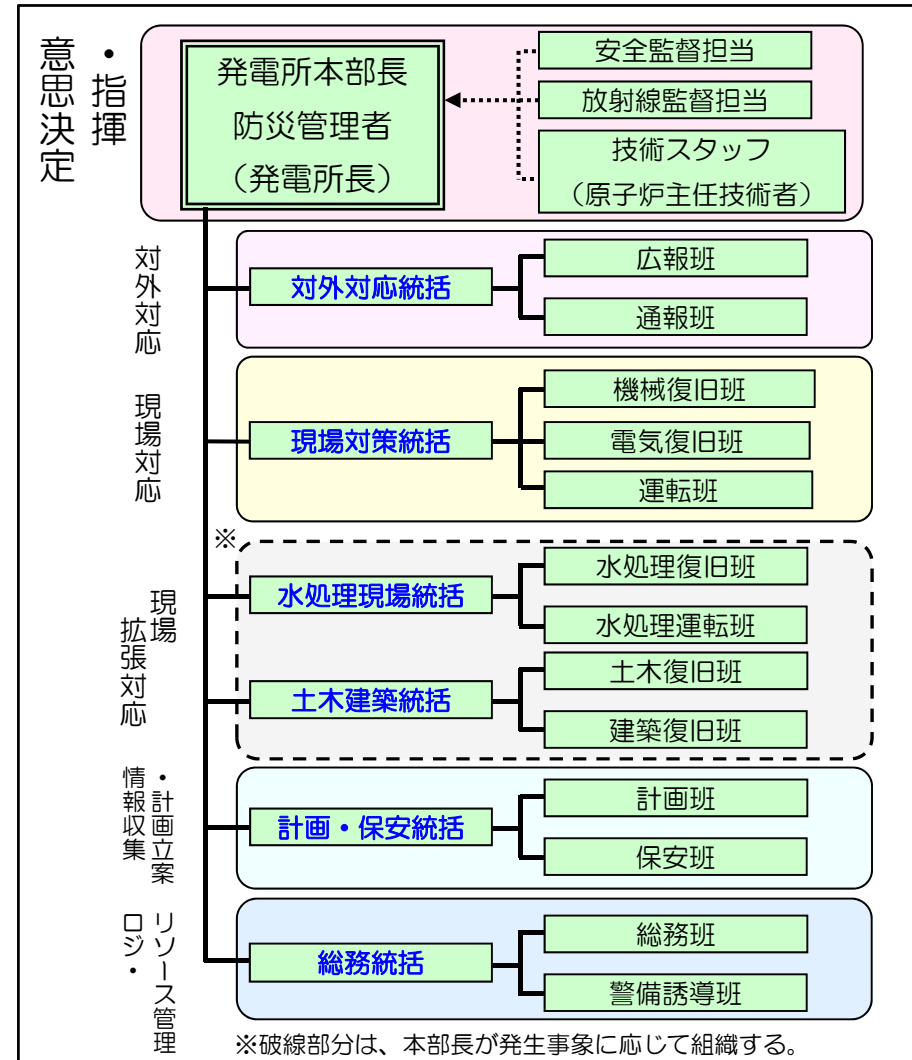 意思決定
・指揮
発電所本部長
防災管理者
（発電所長）
安全監督担当
放射線監督担当
技術スタッフ
（原子炉主任技術者）
対外対応
対外対応統括
広報班
通報班
現場対応
現場対策統括
機械復旧班
電気復旧班
運転班
※
現場
拡張対応
水処理現場統括
水処理復旧班
水処理運転班
土木建築統括
土木復旧班
建築復旧班
情報収集
・計画立案
計画・保安統括
計画班
保安班
ロジ・
リソース管理
総務統括
総務班
警備誘導班
※破線部分は、本部長が発生事象に応じて組織する。